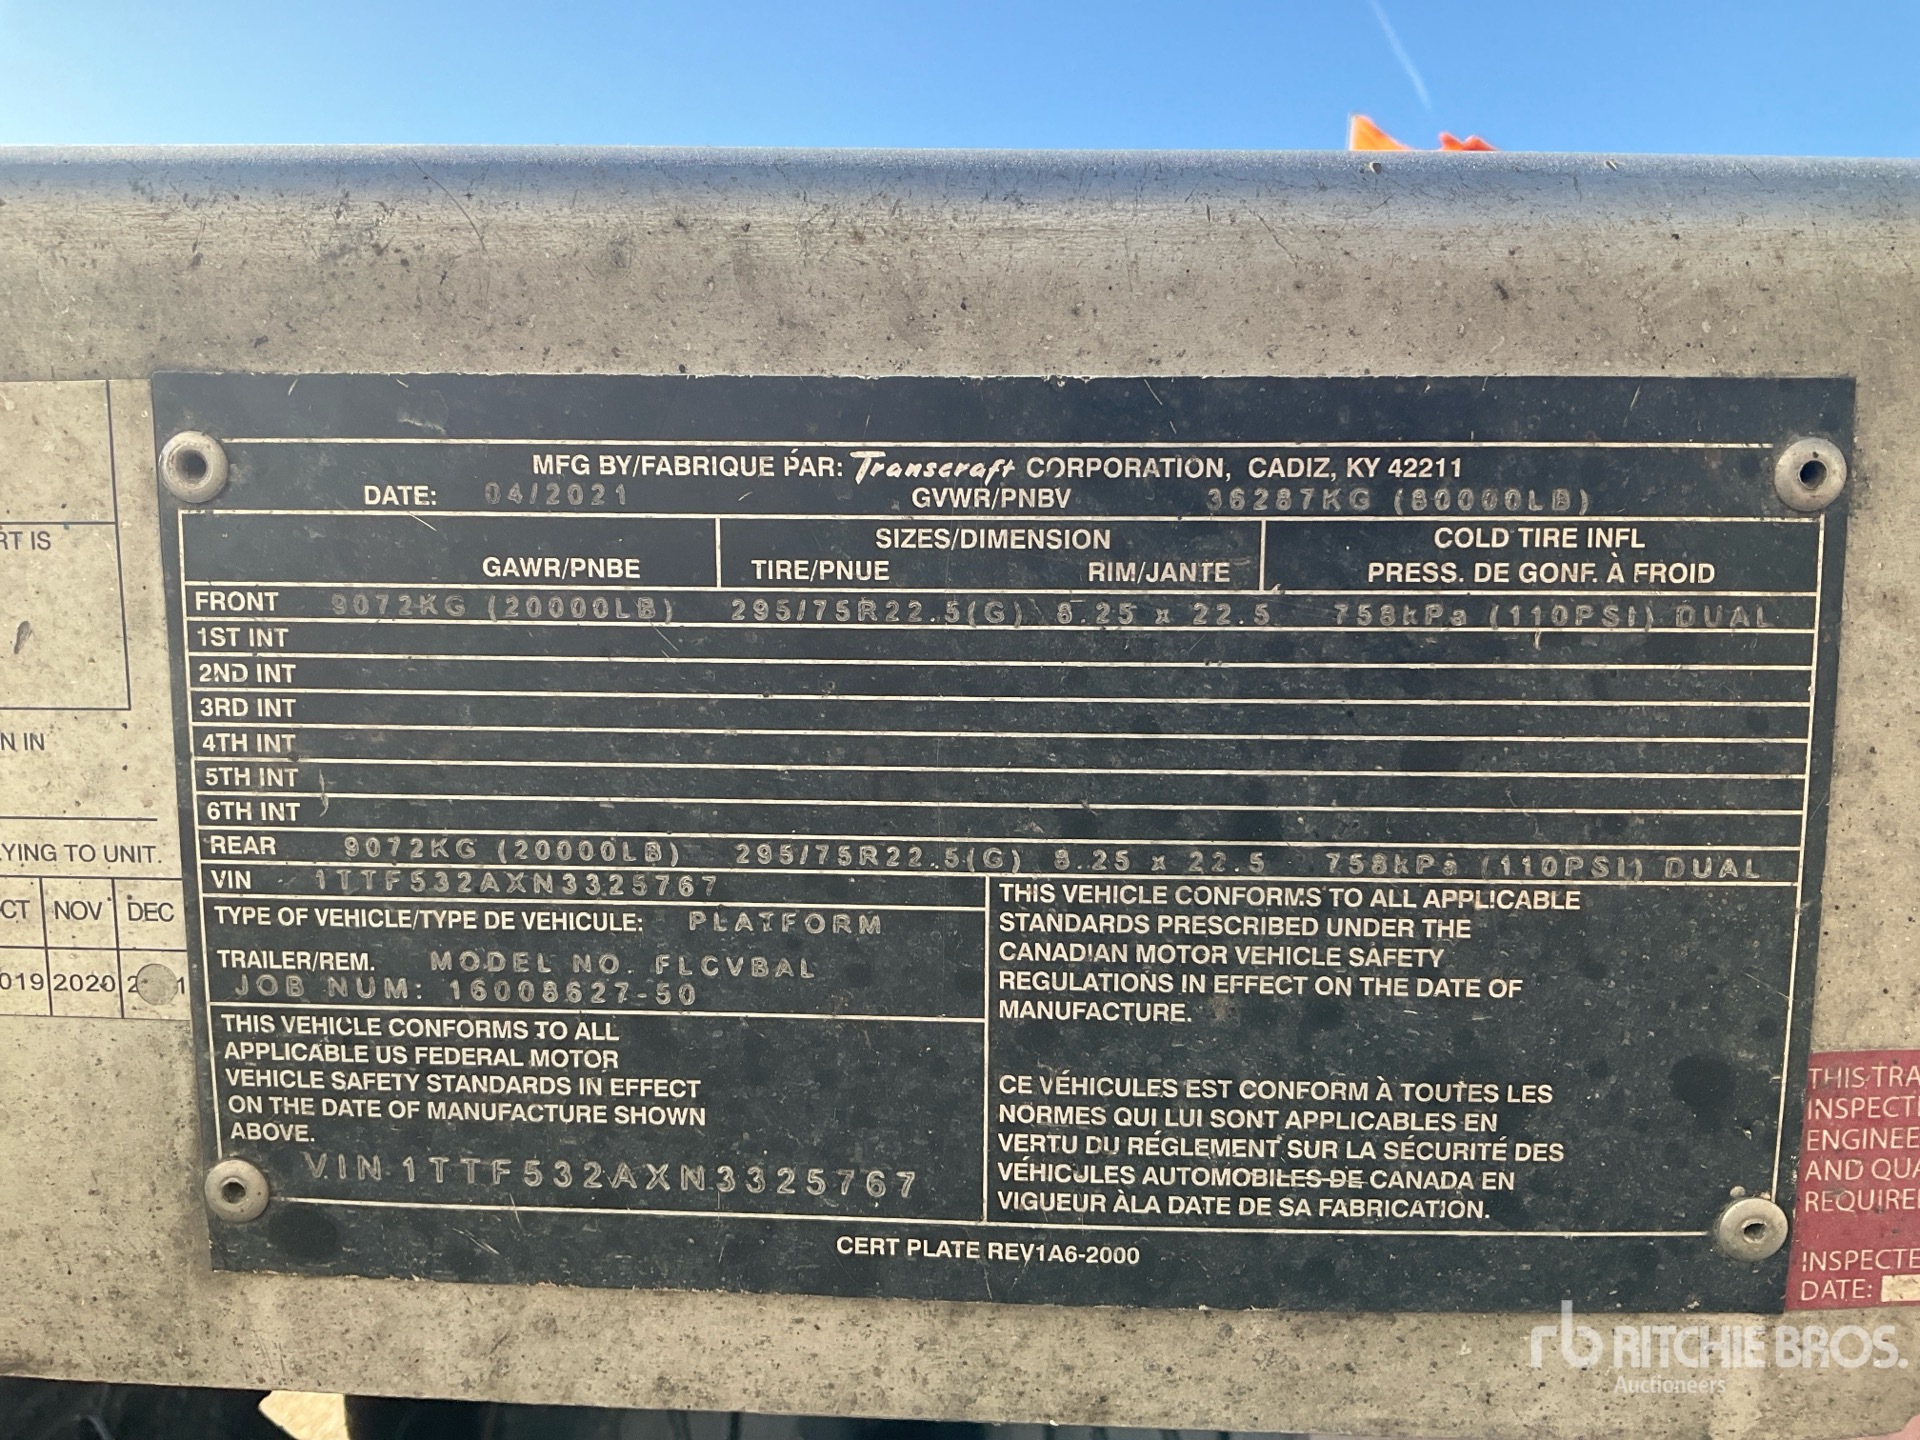 MFG BY/FABRIQUE PAR: Transcraft CORPORATION, CADIZ, KY 42211
DATE: 04/2021 GVWR/PNBV 36287KG (80000LB)
SIZES/DIMENSION COLD TIRE INFL
GAWR/PNBE TIRE/PNUE RIM/JANTE PRESS. DE GONF. À FROID
FRONT 9072KG (20000LB) 295/75R22.5(G) 8.25 x 22.5 758kPa (110PSI) DUAL
1ST INT
2ND INT
3RD INT
4TH INT
5TH INT
6TH INT
REAR 9072KG (20000LB) 295/75R22.5(G) 8.25 x 22.5 758kPa (110PSI) DUAL
VIN 1TTF532AXN3325767
TYPE OF VEHICLE/TYPE DE VEHICULE: PLATFORM
TRAILER/REM. MODEL NO. FLCVBAL
JOB NUM: 16008627-50
THIS VEHICLE CONFORMS TO ALL
APPLICABLE US FEDERAL MOTOR
VEHICLE SAFETY STANDARDS IN EFFECT
ON THE DATE OF MANUFACTURE SHOWN
ABOVE.
VIN 1TTF532AXN3325767
THIS VEHICLE CONFORMS TO ALL APPLICABLE
STANDARDS PRESCRIBED UNDER THE
CANADIAN MOTOR VEHICLE SAFETY
REGULATIONS IN EFFECT ON THE DATE OF
MANUFACTURE.
CE VÉHICULES EST CONFORM À TOUTES LES
NORMES QUI LUI SONT APPLICABLES EN
VERTU DU RÉGLEMENT SUR LA SÉCURITÉ DES
VÉHICULES AUTOMOBILES DE CANADA EN
VIGUEUR ÀLA DATE DE SA FABRICATION.
CERT PLATE REV1A6-2000
RT IS
N IN
YING TO UNIT.
CT NOV DEC
019 2020
THIS TRA
INSPECTE
ENGINEE
AND QUA
REQUIRE
INSPECTE
DATE:
rb RITCHIE BROS.
Auctioneers